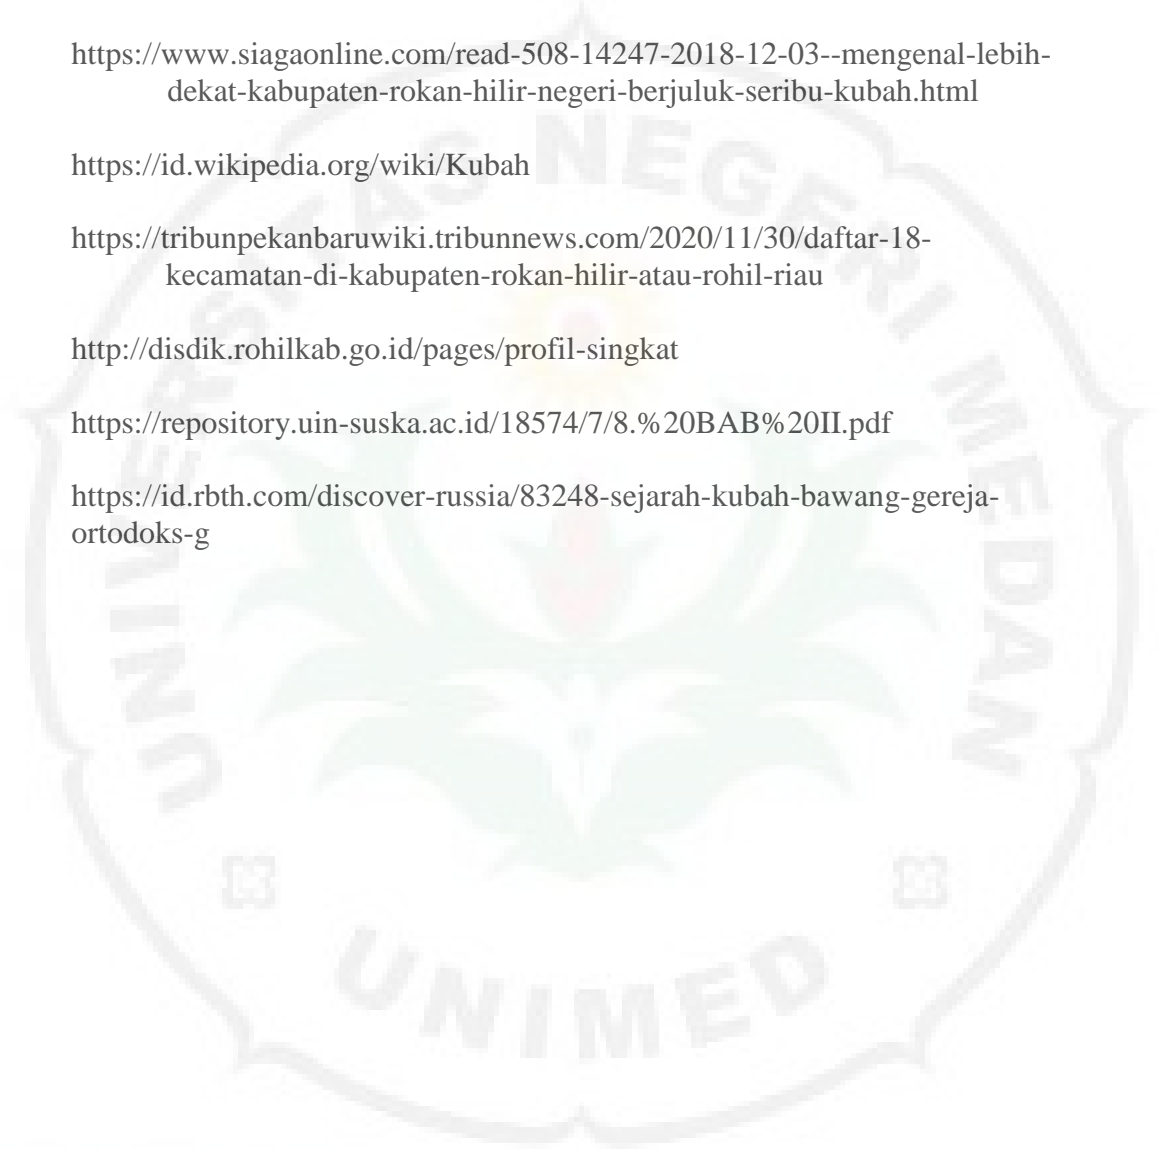 https://www.siagaonline.com/read-508-14247-2018-12-03--mengenal-lebih-
dekat-kabupaten-rokan-hilir-negeri-berjuluk-seribu-kubah.html
https://id.wikipedia.org/wiki/Kubah
https://tribunpekanbaruwiki.tribunnews.com/2020/11/30/daftar-18-
kecamatan-di-kabupaten-rokan-hilir-atau-rohil-riau
http://disdik.rohilkab.go.id/pages/profil-singkat
https://repository.uin-suska.ac.id/18574/7/8.%20BAB%20II.pdf
https://id.rbth.com/discover-russia/83248-sejarah-kubah-bawang-gereja-
ortodoks-g
UNIVERSITAS NEGERI MEDAN
UNIMED